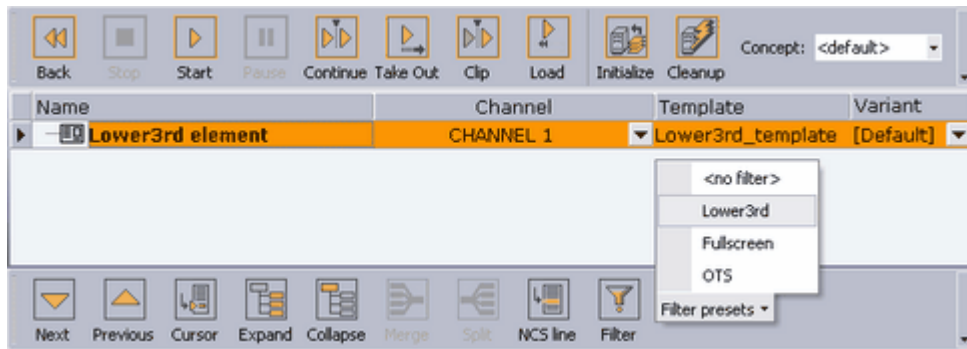 Back Stop Start Pause Continue Take Out Clip Load Initialize Cleanup Concept: <default>
Name Channel Template Variant
Lower3rd element CHANNEL 1 Lower3rd_template [Default]
<no filter>
Lower3rd
Fullscreen
OTS
Filter presets
Next Previous Cursor Expand Collapse Merge Split NCS line Filter